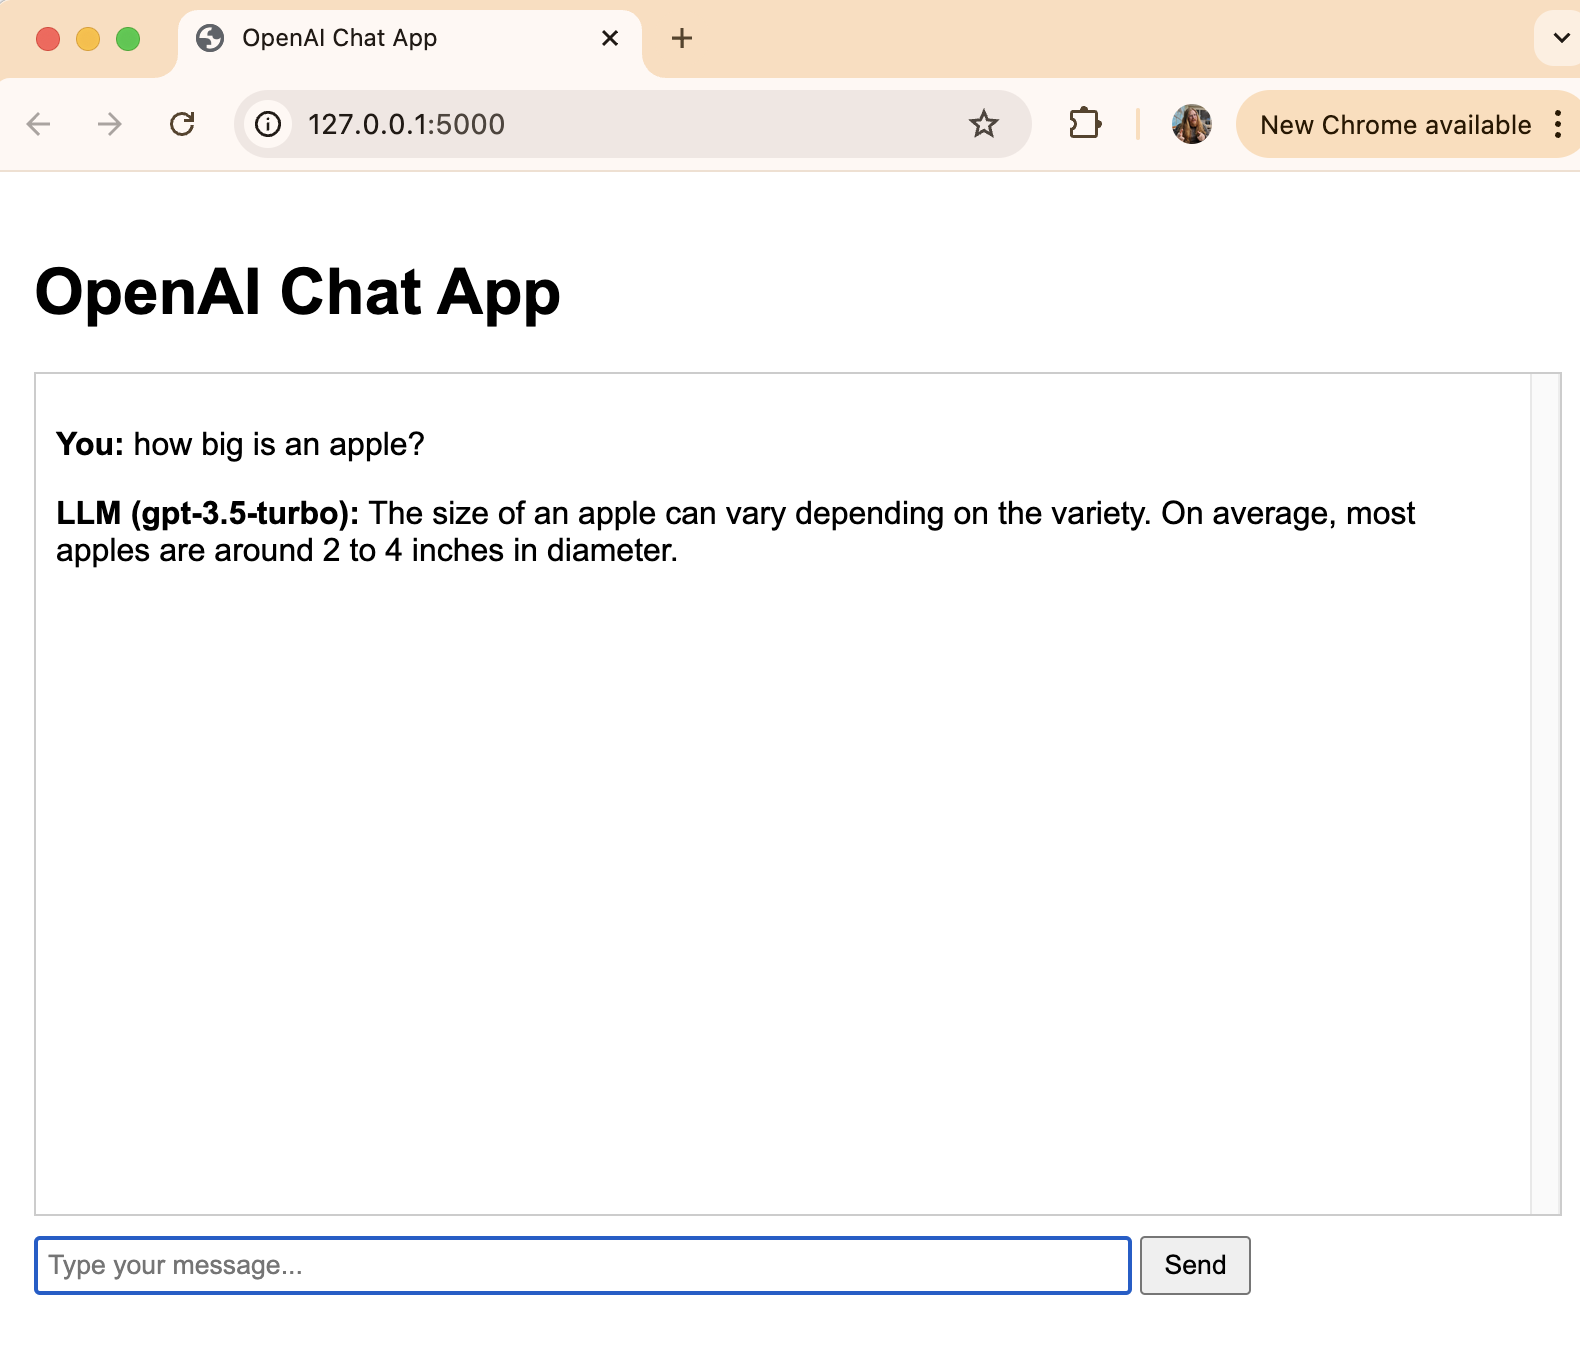 OpenAI Chat App
127.0.0.1:5000
New Chrome available
OpenAI Chat App
You: how big is an apple?
LLM (gpt-3.5-turbo): The size of an apple can vary depending on the variety. On average, most
apples are around 2 to 4 inches in diameter.
Type your message...
Send